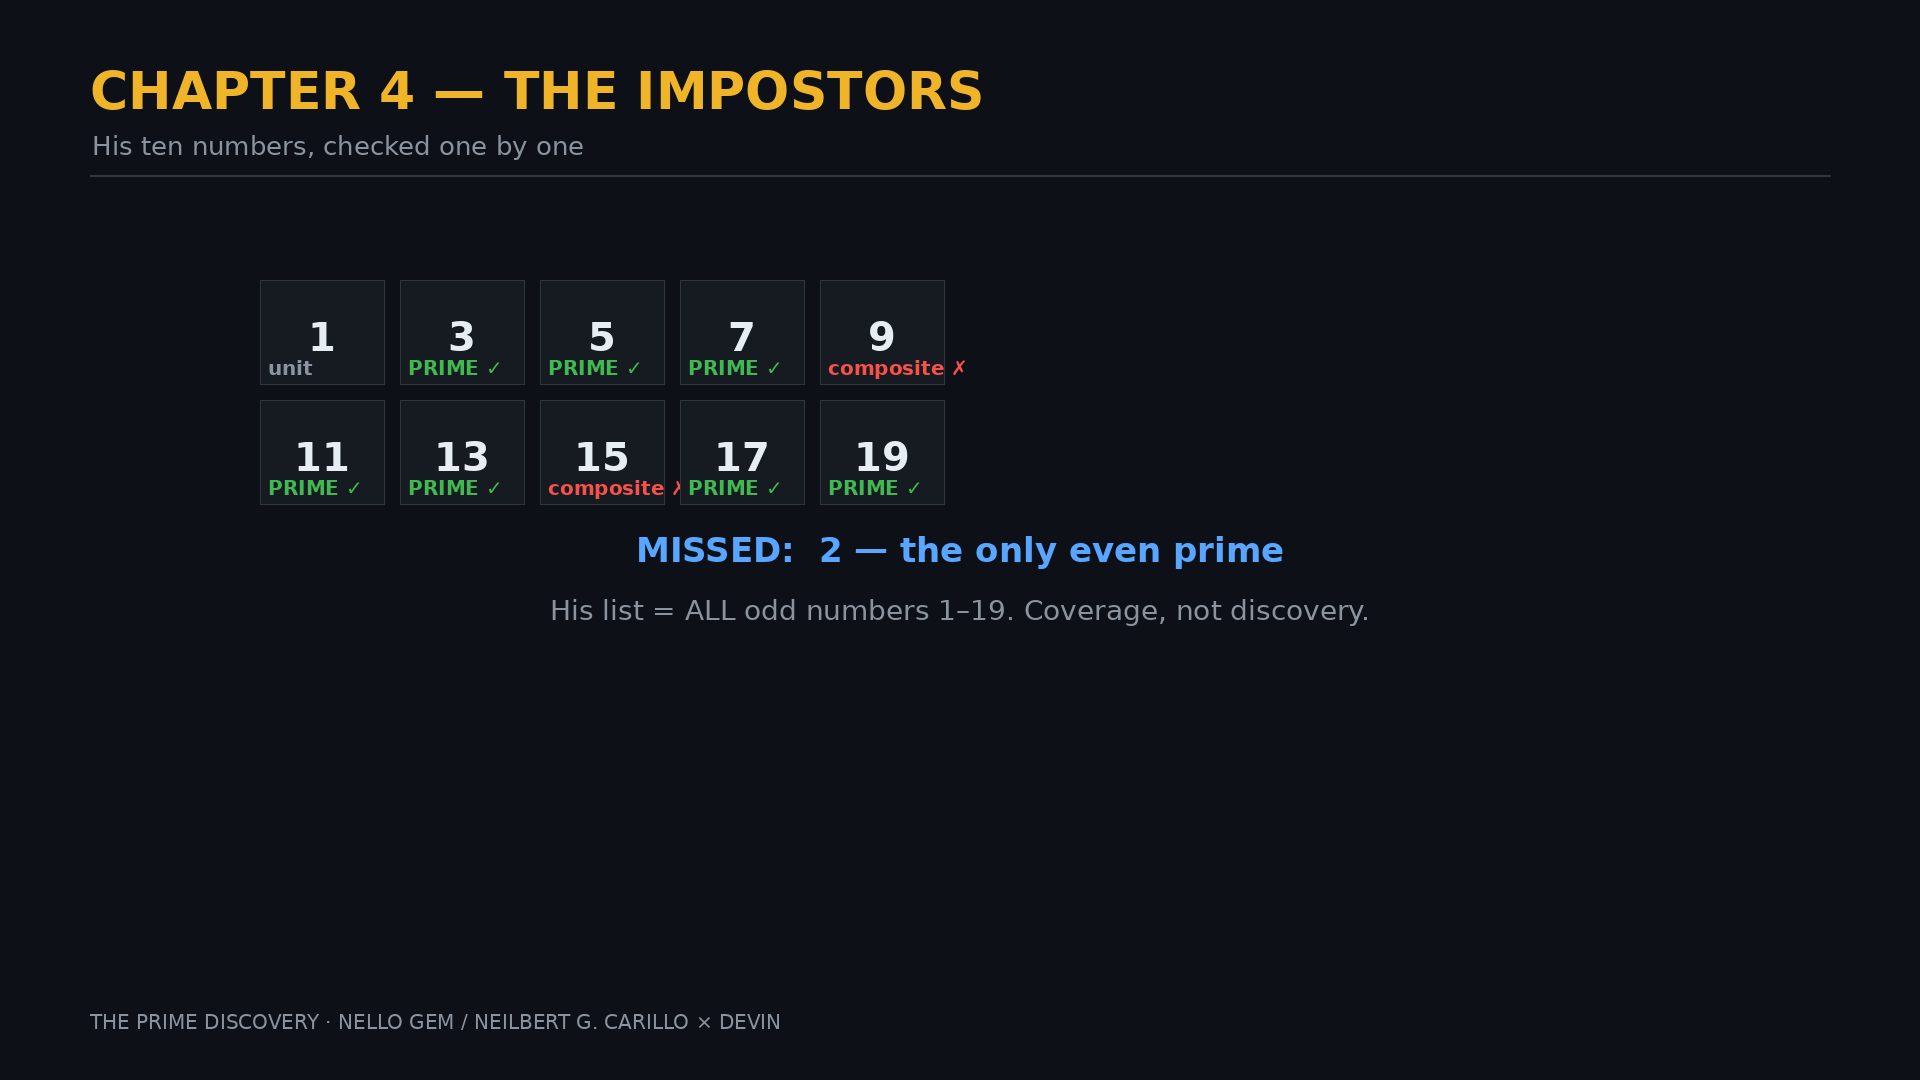 CHAPTER 4 — THE IMPOSTORS
His ten numbers, checked one by one
1 3 5 7 9
unit PRIME ✓ PRIME ✓ PRIME ✓ composite ✗
11 13 15 17 19
PRIME ✓ PRIME ✓ composite ✗ PRIME ✓ PRIME ✓
MISSED: 2 — the only even prime
His list = ALL odd numbers 1–19. Coverage, not discovery.
THE PRIME DISCOVERY · NELLO GEM / NEILBERT G. CARILLO × DEVIN